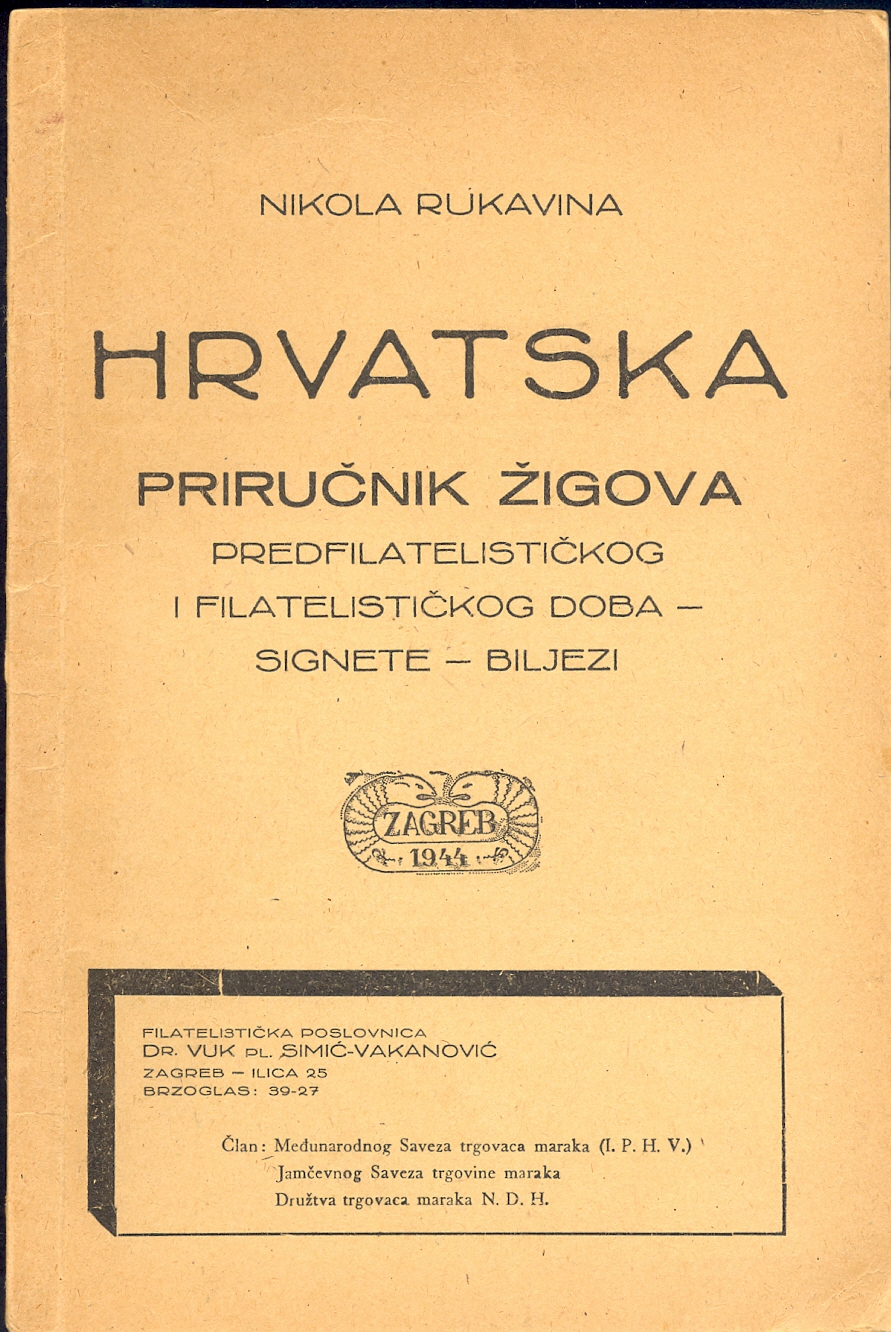 NIKOLA RUKAVINA
HRVATSKA
PRIRUČNIK ŽIGOVA
PREDFILATELISTIČKOG
I FILATELISTIČKOG DOBA —
SIGNETE — BILJEZI
ZAGREB
1944
FILATELISTIČKA POSLOVNICA
DR. VUK PL. SIMIĆ-VAKANOVIĆ
ZAGREB — ILICA 25
BRZOGLAS: 39-27
Član: Međunarodnog Saveza trgovaca maraka (I. P. H. V.)
Jamčevnog Saveza trgovine maraka
Družtva trgovaca maraka N. D. H.